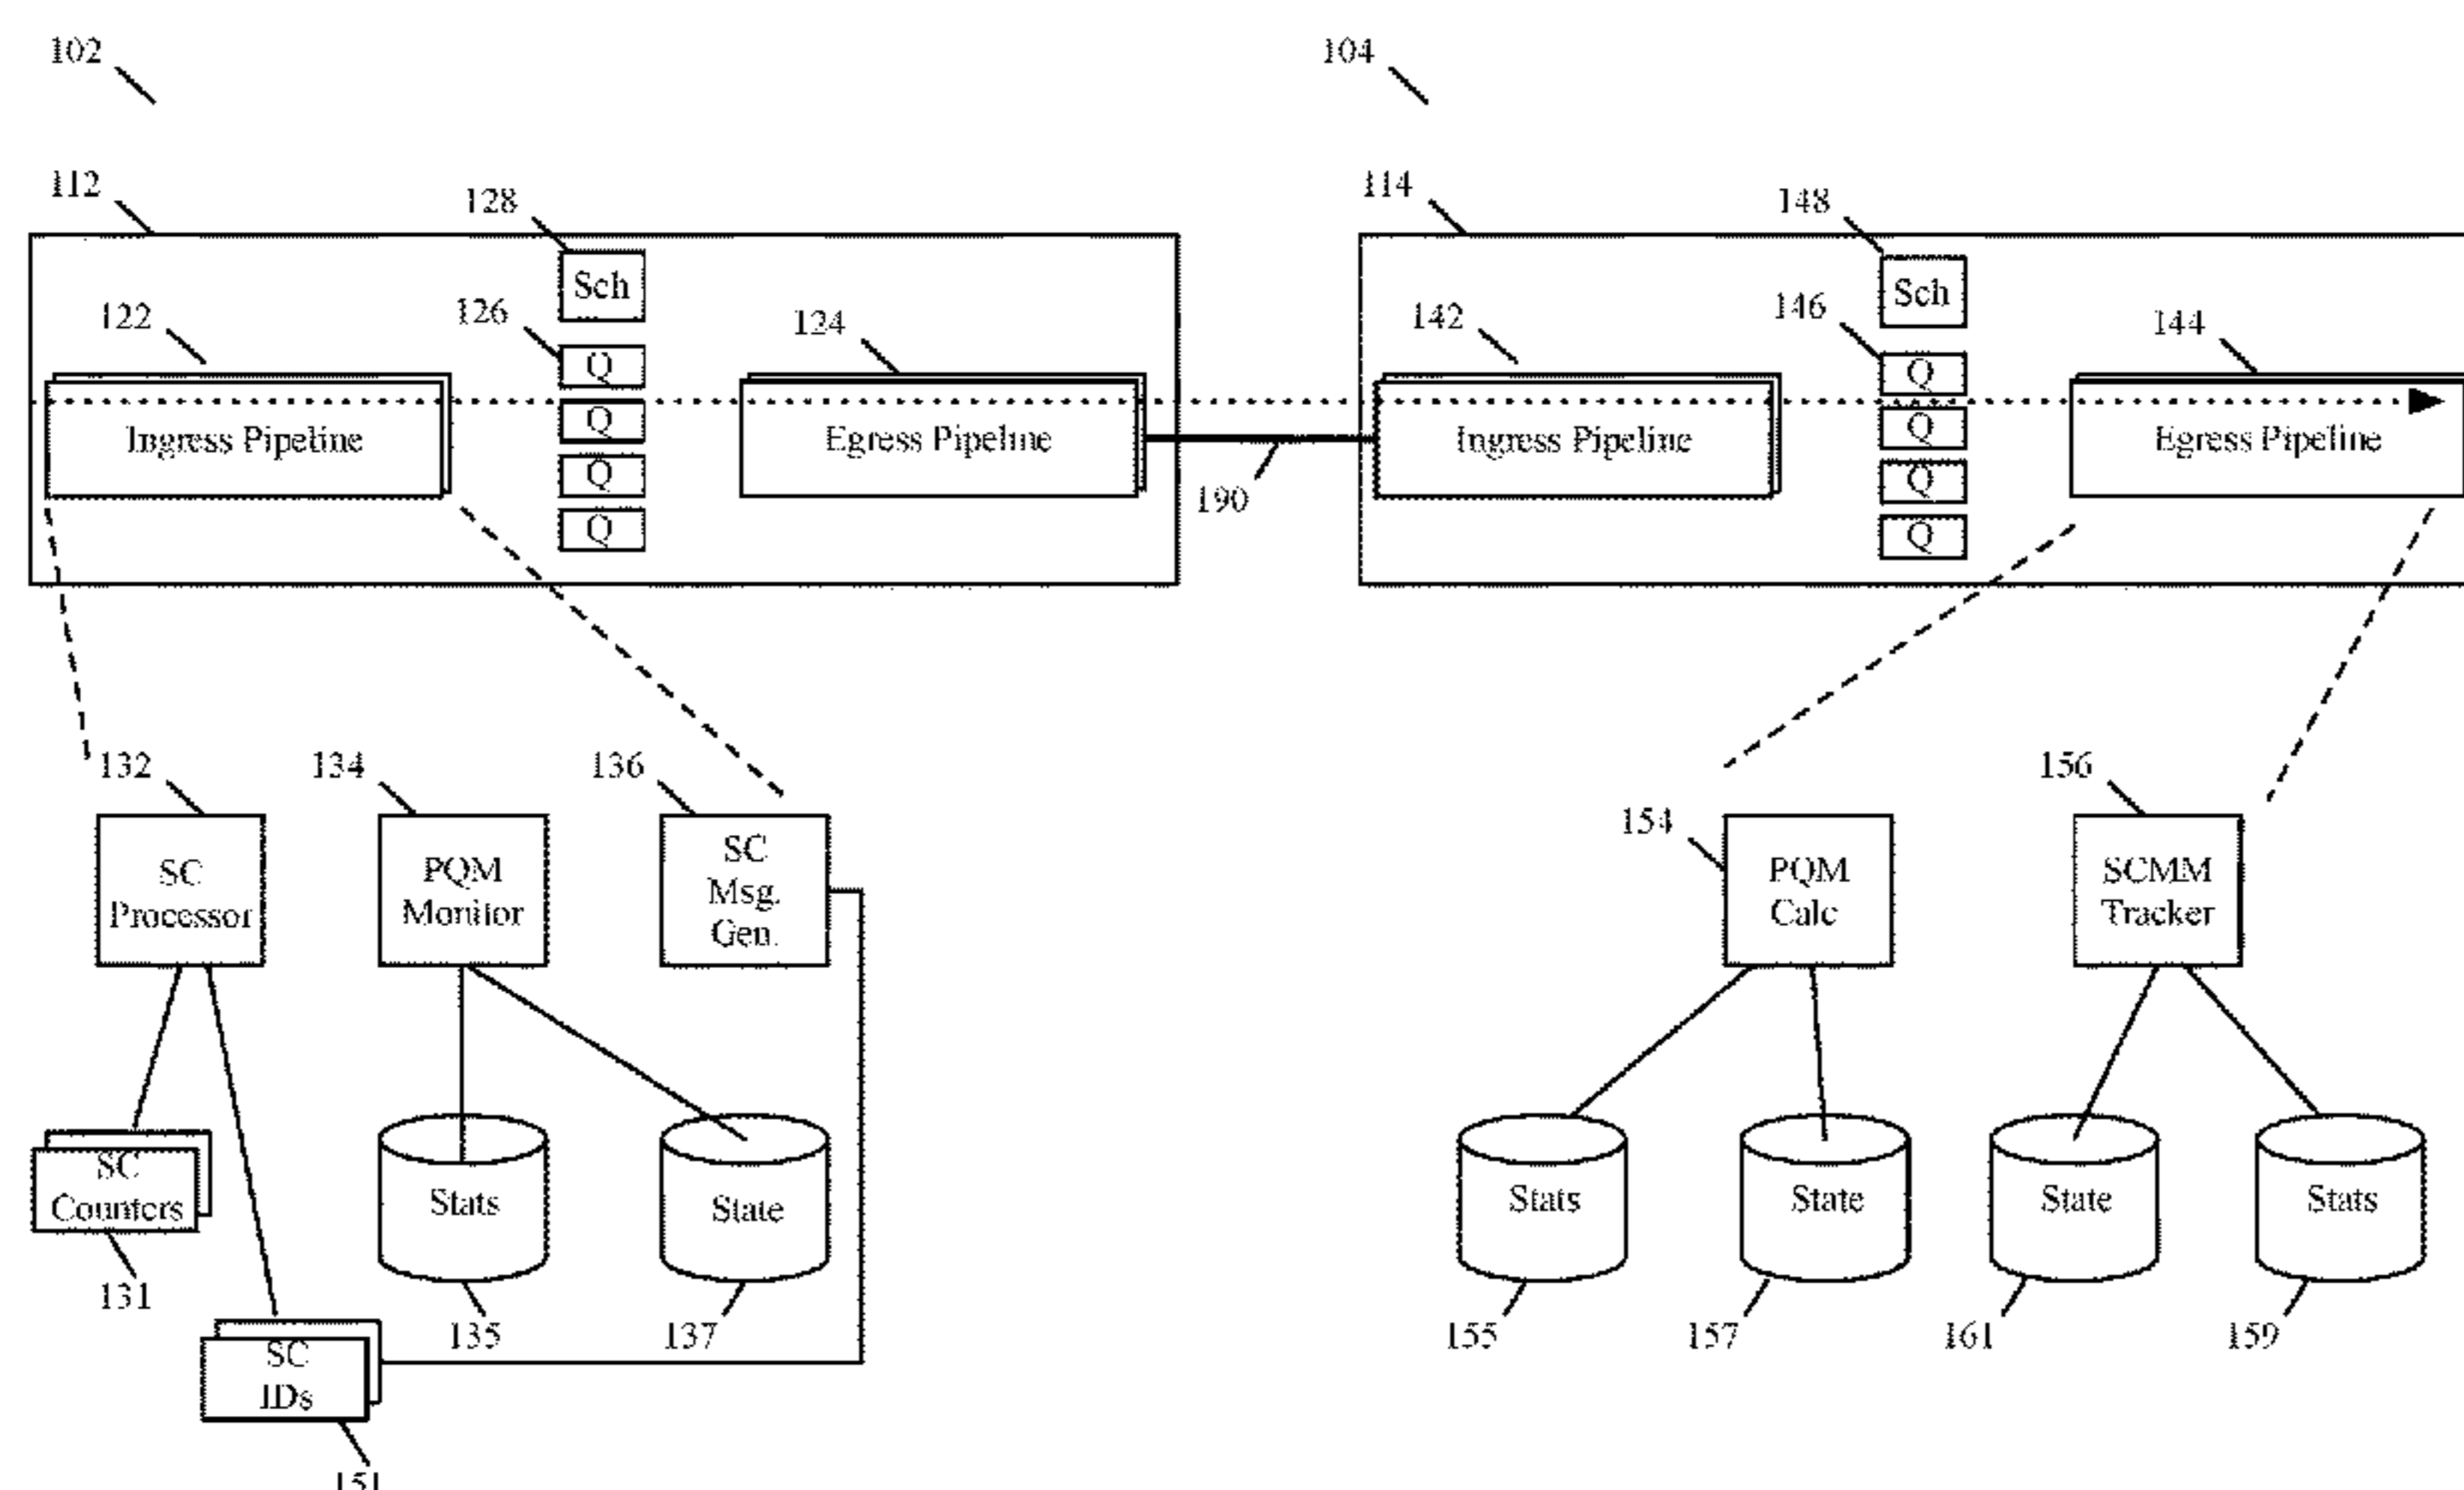 102
104
112
128
114
148
Sch
Sch
122
126
124
142
146
144
Q
Q
Q
Q
Q
Q
Q
Q
Ingress Pipeline
Egress Pipeline
Ingress Pipeline
Egress Pipeline
190
132
134
136
154
156
SC
Processor
PQM
Monitor
SC
Msg.
Gen.
PQM
Calc
SCMM
Tracker
SC
Counters
Stats
State
Stats
State
State
Stats
131
135
137
155
157
161
159
SC
IDs
151